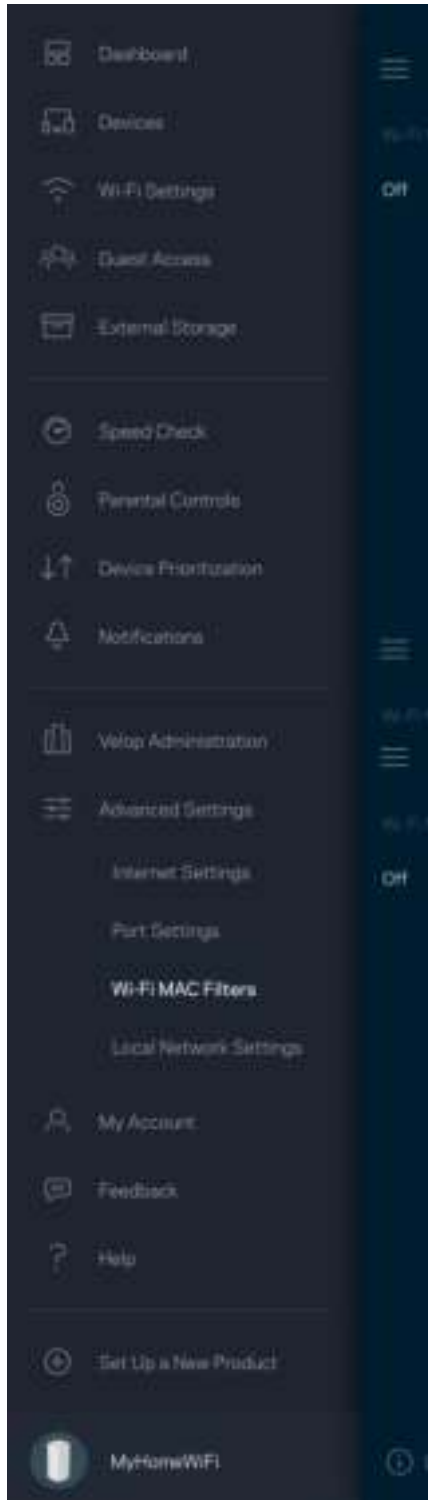 Dashboard
Devices
Wi-Fi Settings
Off
Guest Access
External Storage
Speed Check
Parental Controls
Device Prioritization
Notifications
Velop Administration
Advanced Settings
Internet Settings
Off
Port Settings
Wi-Fi MAC Filters
Local Network Settings
My Account
Feedback
Help
Set Up a New Product
MyHomeWiFi